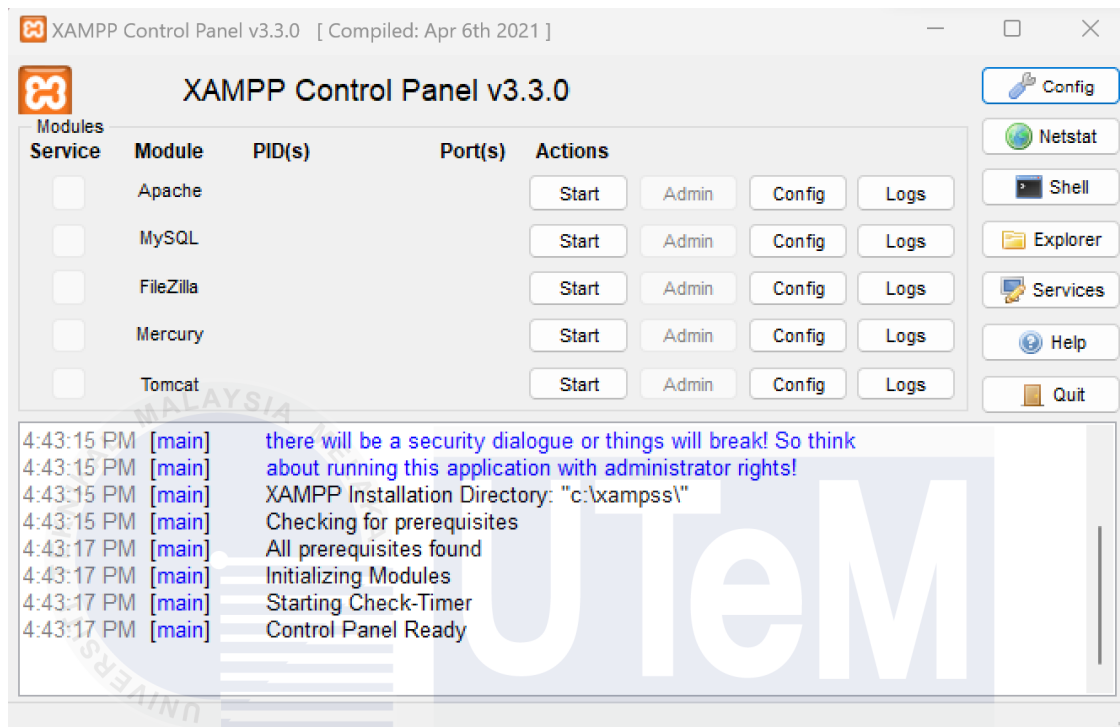 XAMPP Control Panel v3.3.0 [ Compiled: Apr 6th 2021 ]
XAMPP Control Panel v3.3.0
Config
Modules
Service Module PID(s) Port(s) Actions
Netstat
Apache Start Admin Config Logs
Shell
MySQL Start Admin Config Logs
Explorer
FileZilla Start Admin Config Logs
Services
Mercury Start Admin Config Logs
Help
Tomcat Start Admin Config Logs
Quit
4:43:15 PM [main] there will be a security dialogue or things will break! So think
4:43:15 PM [main] about running this application with administrator rights!
4:43:15 PM [main] XAMPP Installation Directory: "c:\xampss\"
4:43:15 PM [main] Checking for prerequisites
4:43:17 PM [main] All prerequisites found
4:43:17 PM [main] Initializing Modules
4:43:17 PM [main] Starting Check-Timer
4:43:17 PM [main] Control Panel Ready
UTeM
MALAYSIA